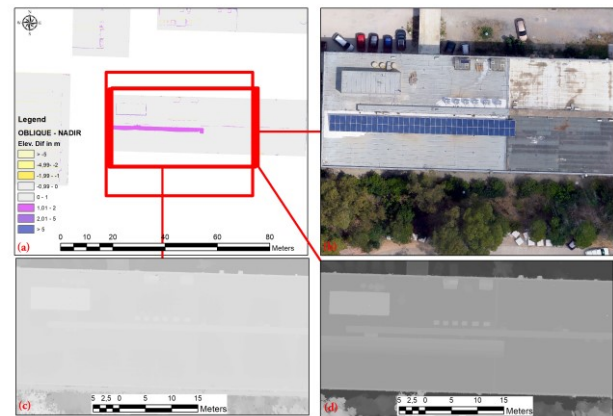 Legend
OBLIQUE - NADIR
Elev. Dif in m
> -5
-4,99- -2
-1,99- -1
-0,99 - 0
0 - 1
1,01 - 2
2,01 - 5
> 5
(a)
0 20 40 60 80
Meters
(b)
(c)
5 2,5 0 5 10 15
Meters
5 2,5 0 5 10 15
Meters
(d)